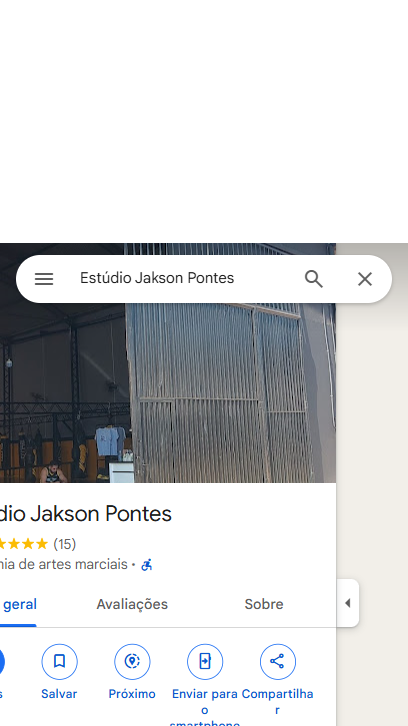 Estúdio Jakson Pontes
dio Jakson Pontes
(15)
nia de artes marciais ·
geral Avaliações Sobre
s Salvar Próximo Enviar para Compartilha
o r
smartphone